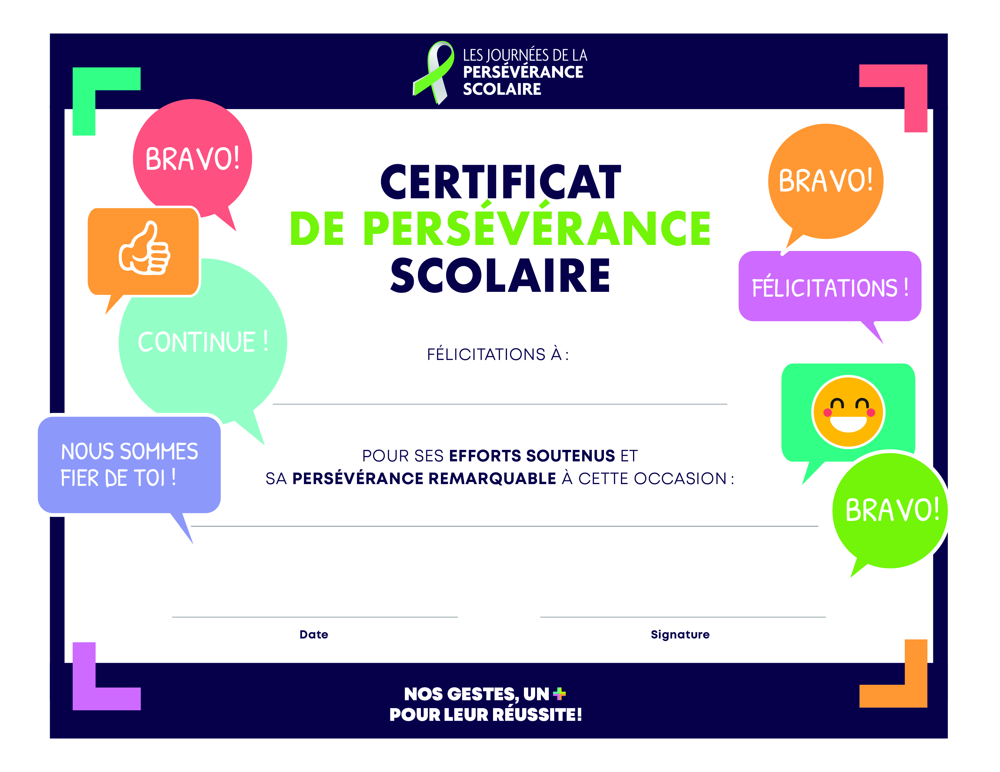 LES JOURNÉES DE LA
PERSÉVÉRANCE
SCOLAIRE
BRAVO!
BRAVO!
CERTIFICAT
DE PERSÉVÉRANCE
SCOLAIRE
FÉLICITATIONS !
CONTINUE !
FÉLICITATIONS À :
NOUS SOMMES
FIER DE TOI !
POUR SES EFFORTS SOUTENUS ET
SA PERSÉVÉRANCE REMARQUABLE À CETTE OCCASION :
BRAVO!
Date
Signature
NOS GESTES, UN +
POUR LEUR RÉUSSITE!